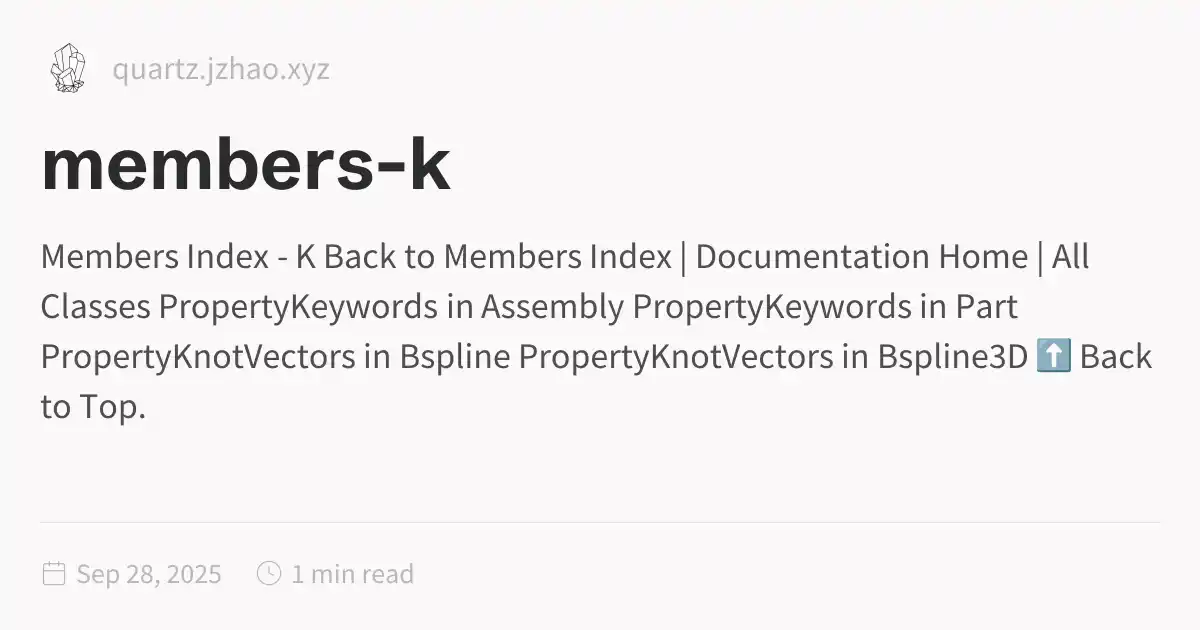 quartz.jzhao.xyz
members-k
Members Index - K Back to Members Index | Documentation Home | All
Classes PropertyKeywords in Assembly PropertyKeywords in Part
PropertyKnotVectors in Bspline PropertyKnotVectors in Bspline3D ⬆️ Back
to Top.
Sep 28, 2025 1 min read